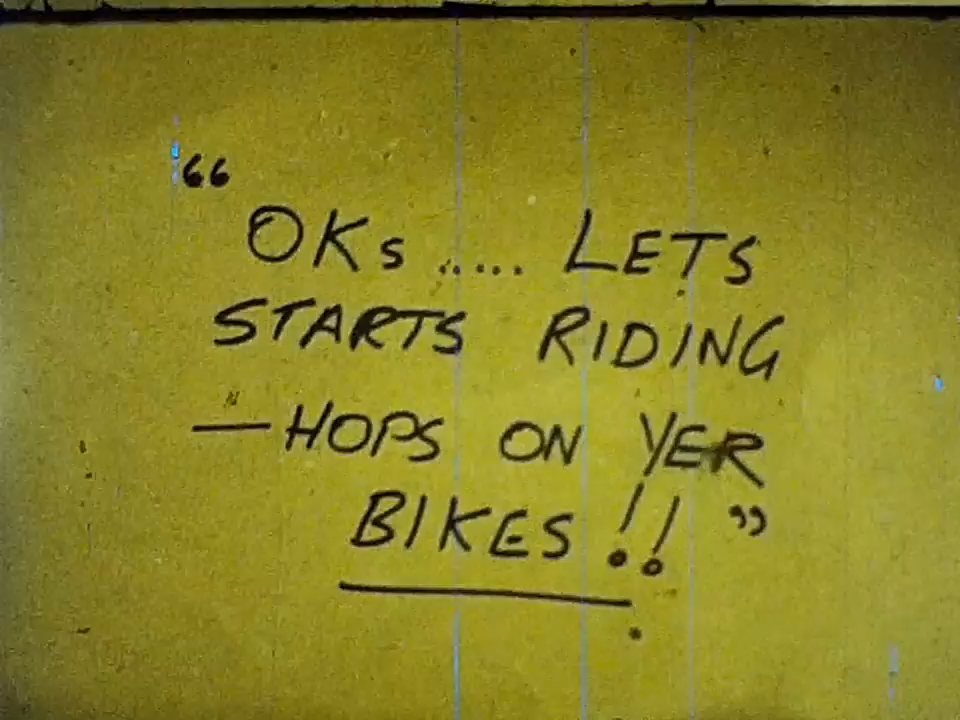 “
OKs ..... LETS
STARTS RIDING
— HOPS ON YER
BIKES !! ”